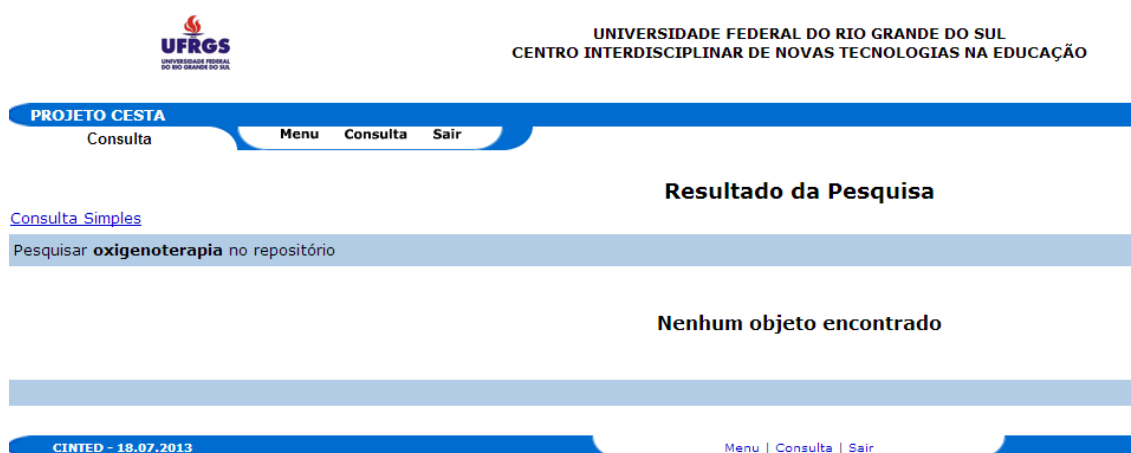 UFRGS
UNIVERSIDADE FEDERAL
DO RIO GRANDE DO SUL
UNIVERSIDADE FEDERAL DO RIO GRANDE DO SUL
CENTRO INTERDISCIPLINAR DE NOVAS TECNOLOGIAS NA EDUCAÇÃO
PROJETO CESTA
Consulta
Menu Consulta Sair
Resultado da Pesquisa
Consulta Simples
Pesquisar oxigenoterapia no repositório
Nenhum objeto encontrado
CINTED - 18.07.2013
Menu | Consulta | Sair